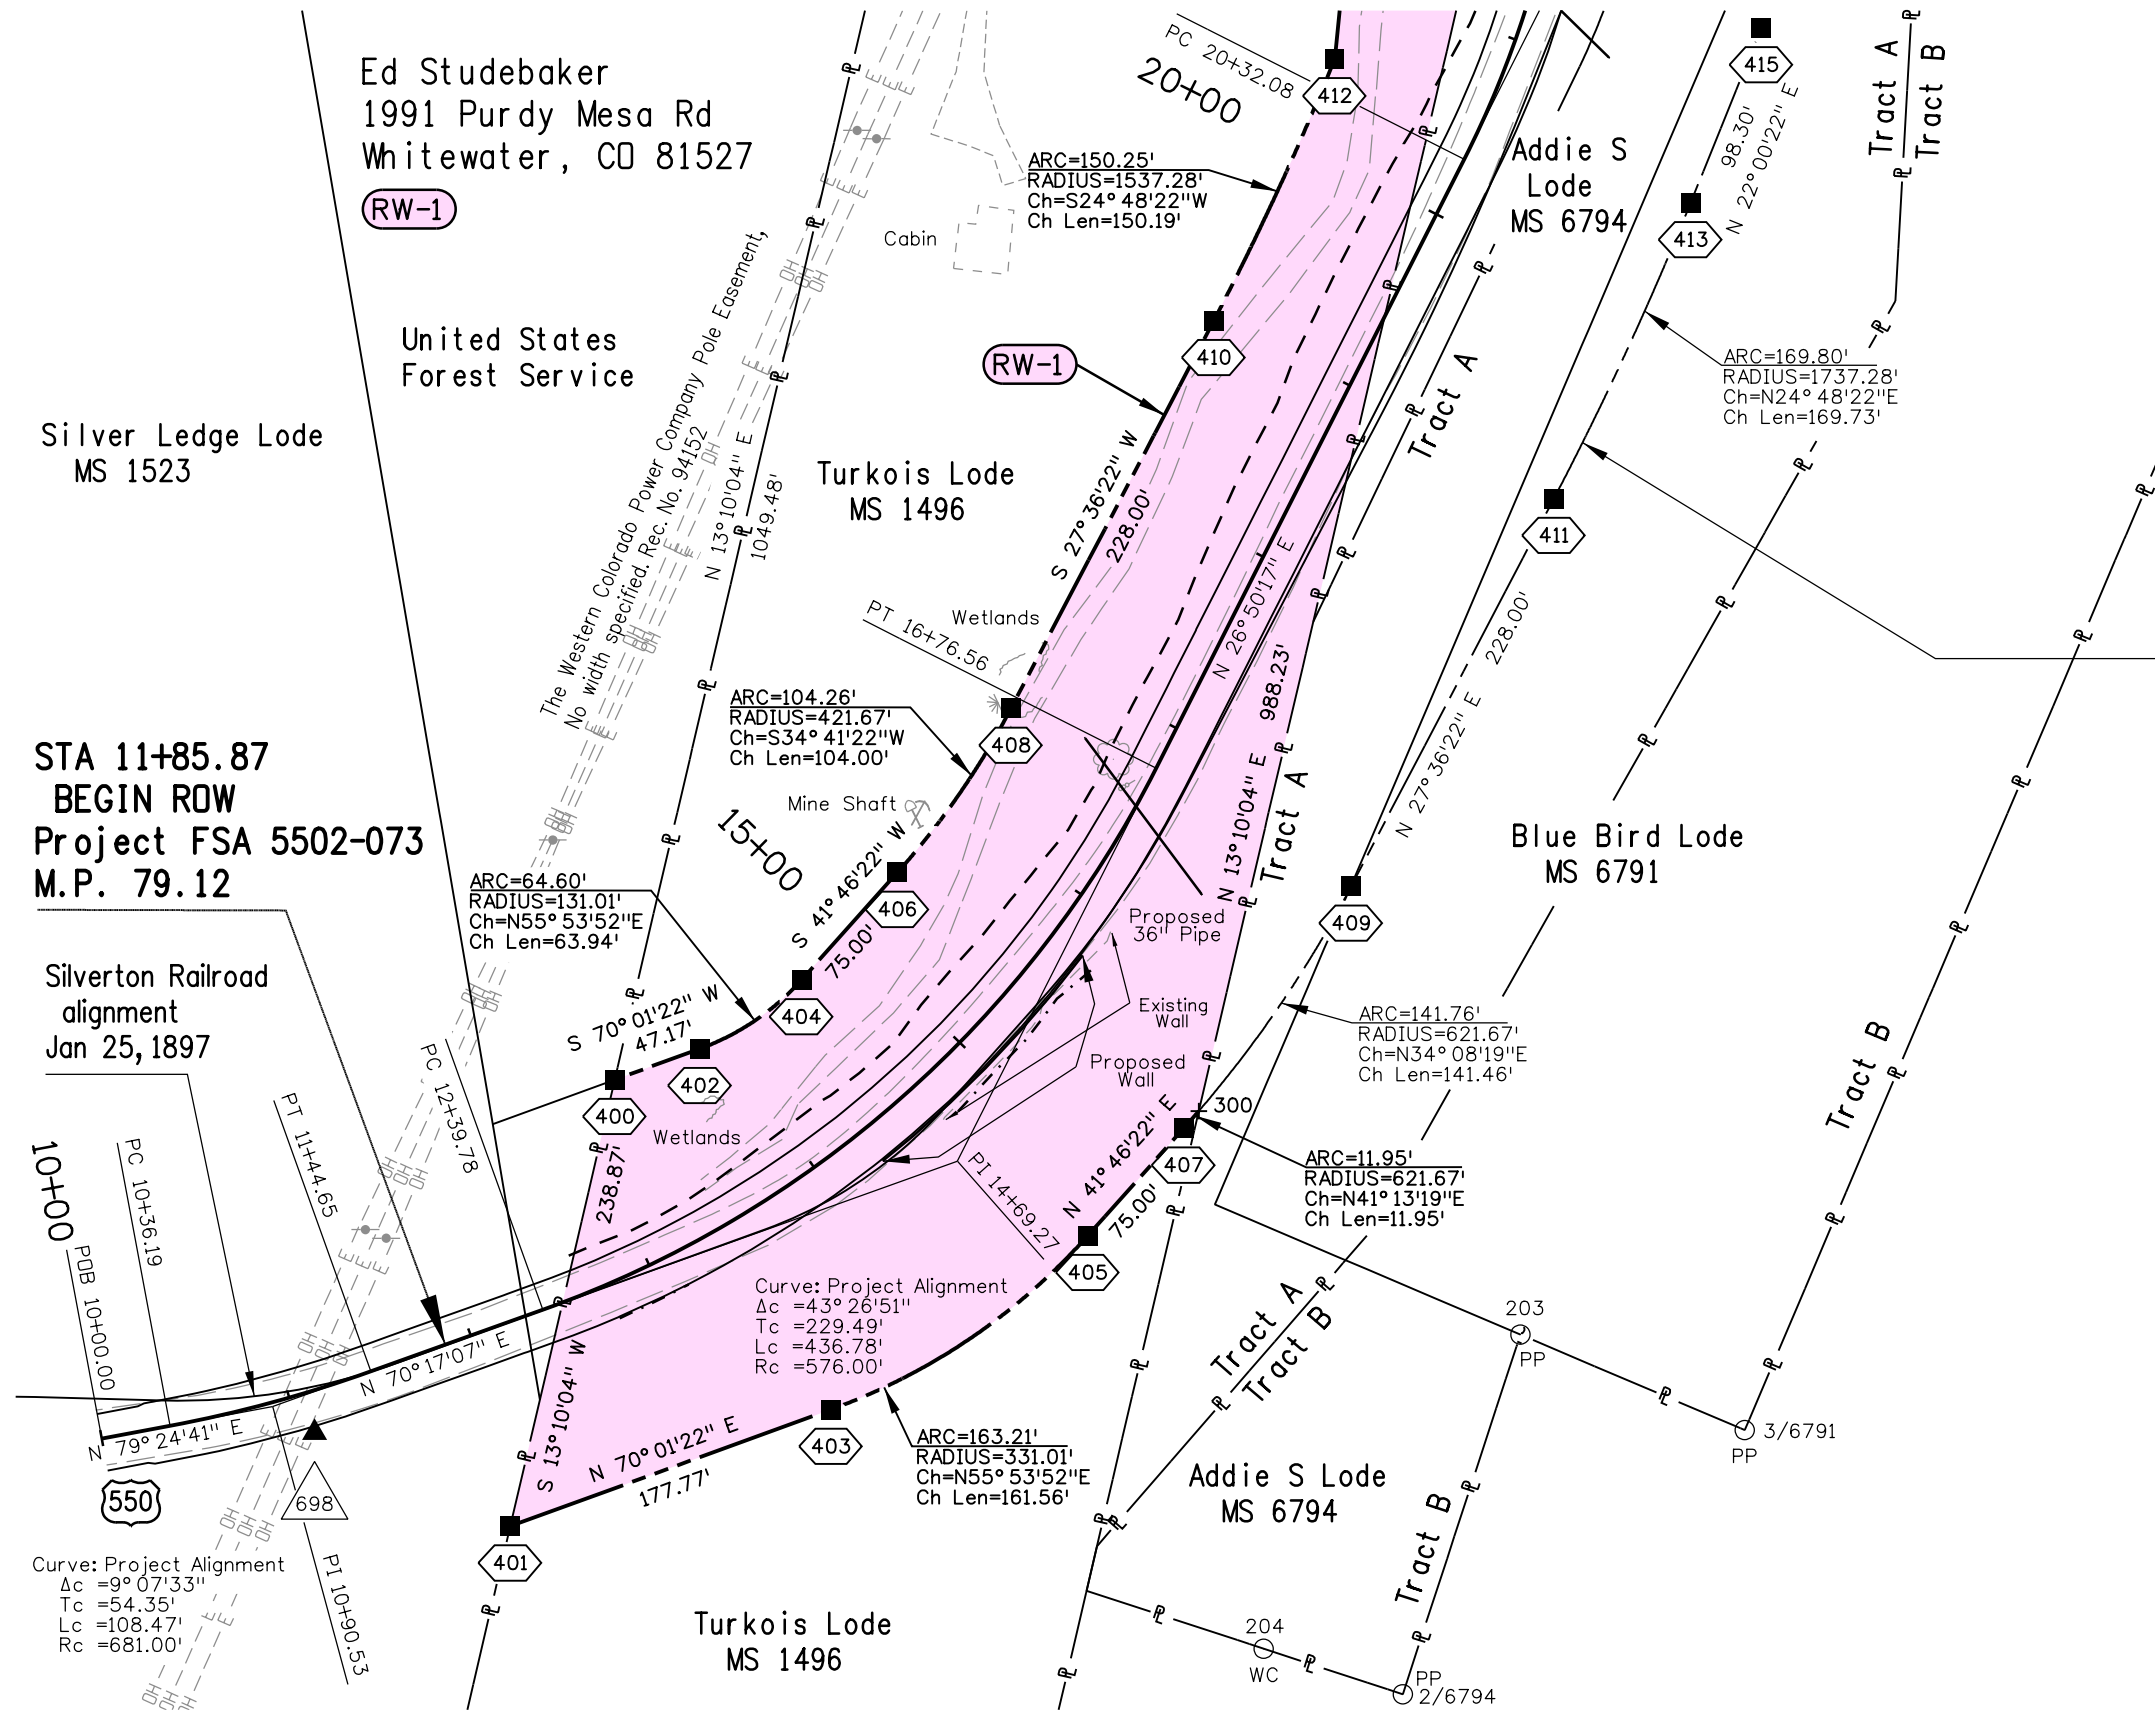 Ed Studebaker
1991 Purdy Mesa Rd
Whitewater, CO 81527
RW-1
United States
Forest Service
Silver Ledge Lode
MS 1523
The Western Colorado Power Company Pole Easement,
No width specified. Rec. No. 94152
N 13°10'04" E
1049.48'
Cabin
Turkois Lode
MS 1496
PC 20+32.08
20+00
412
ARC=150.25'
RADIUS=1537.28'
Ch=S24°48'22"W
Ch Len=150.19'
RW-1
410
S 27°36'22" W
228.00'
Addie S
Lode
MS 6794
415
98.30'
N 22°00'22" E
413
Tract A
Tract B
ARC=169.80'
RADIUS=1737.28'
Ch=N24°48'22"E
Ch Len=169.73'
Tract A
411
N 27°36'22" E
228.00'
N 26°50'17" E
Wetlands
PT 16+76.56
408
ARC=104.26'
RADIUS=421.67'
Ch=S34°41'22"W
Ch Len=104.00'
Mine Shaft
15+00
S 41°46'22" W
75.00'
406
404
988.23'
N 13°10'04" E
Tract A
Blue Bird Lode
MS 6791
409
STA 11+85.87
BEGIN ROW
Project FSA 5502-073
M.P. 79.12
ARC=64.60'
RADIUS=131.01'
Ch=N55°53'52"E
Ch Len=63.94'
Silverton Railroad
alignment
Jan 25, 1897
S 70°01'22" W
47.17'
402
400
Wetlands
238.87'
Proposed
36" Pipe
Existing
Wall
Proposed
Wall
300
ARC=141.76'
RADIUS=621.67'
Ch=N34°08'19"E
Ch Len=141.46'
407
N 41°46'22" E
75.00'
405
ARC=11.95'
RADIUS=621.67'
Ch=N41°13'19"E
Ch Len=11.95'
Tract B
PI 14+69.27
10+00
POB 10+00.00
PC 10+36.19
PT 11+44.65
PC 12+39.78
N 70°17'07" E
N 79°24'41" E
550
698
PI 10+90.53
Curve: Project Alignment
Δc =9°07'33"
Tc =54.35'
Lc =108.47'
Rc =681.00'
Curve: Project Alignment
Δc =43°26'51"
Tc =229.49'
Lc =436.78'
Rc =576.00'
S 13°10'04" W
N 70°01'22" E
177.77'
403
401
ARC=163.21'
RADIUS=331.01'
Ch=N55°53'52"E
Ch Len=161.56'
Tract A
Tract B
203
PP
3/6791
PP
Addie S Lode
MS 6794
Tract B
Turkois Lode
MS 1496
204
WC
PP
2/6794